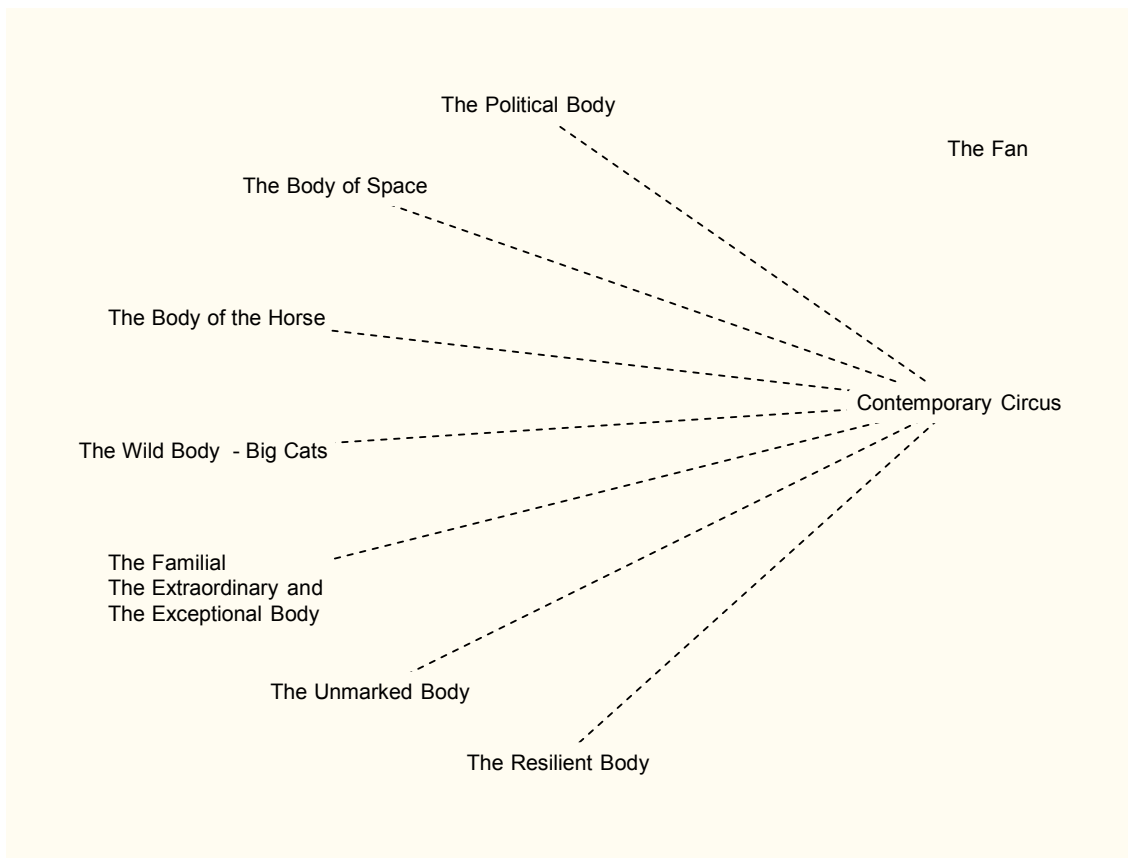 The Political Body
The Fan
The Body of Space
The Body of the Horse
Contemporary Circus
The Wild Body - Big Cats
The Familial
The Extraordinary and
The Exceptional Body
The Unmarked Body
The Resilient Body